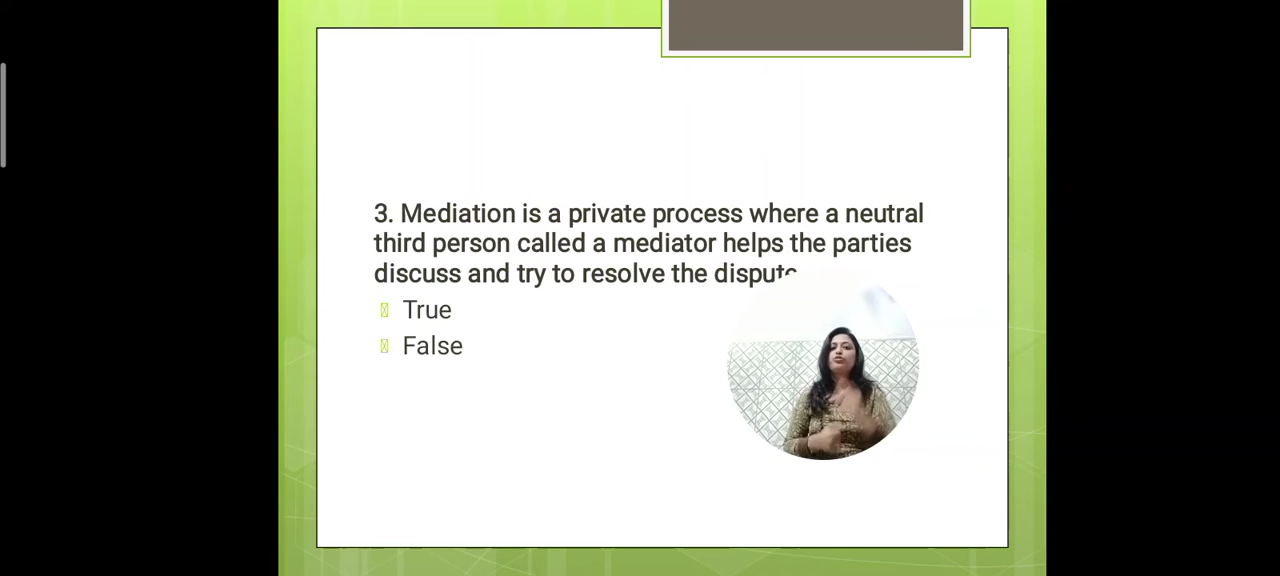 3. Mediation is a private process where a neutral
third person called a mediator helps the parties
discuss and try to resolve the dispute
True
False